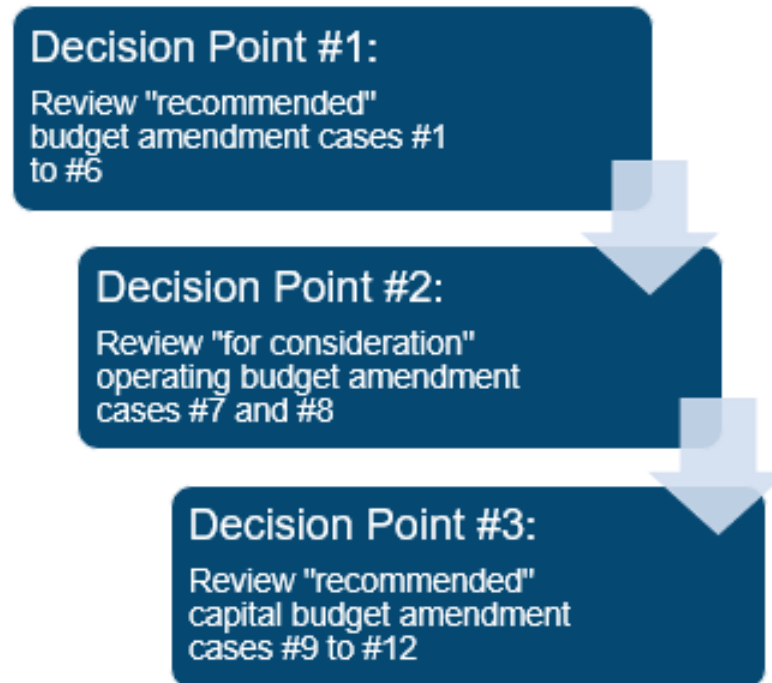 Decision Point #1:
Review "recommended"
budget amendment cases #1
to #6
Decision Point #2:
Review "for consideration"
operating budget amendment
cases #7 and #8
Decision Point #3:
Review "recommended"
capital budget amendment
cases #9 to #12